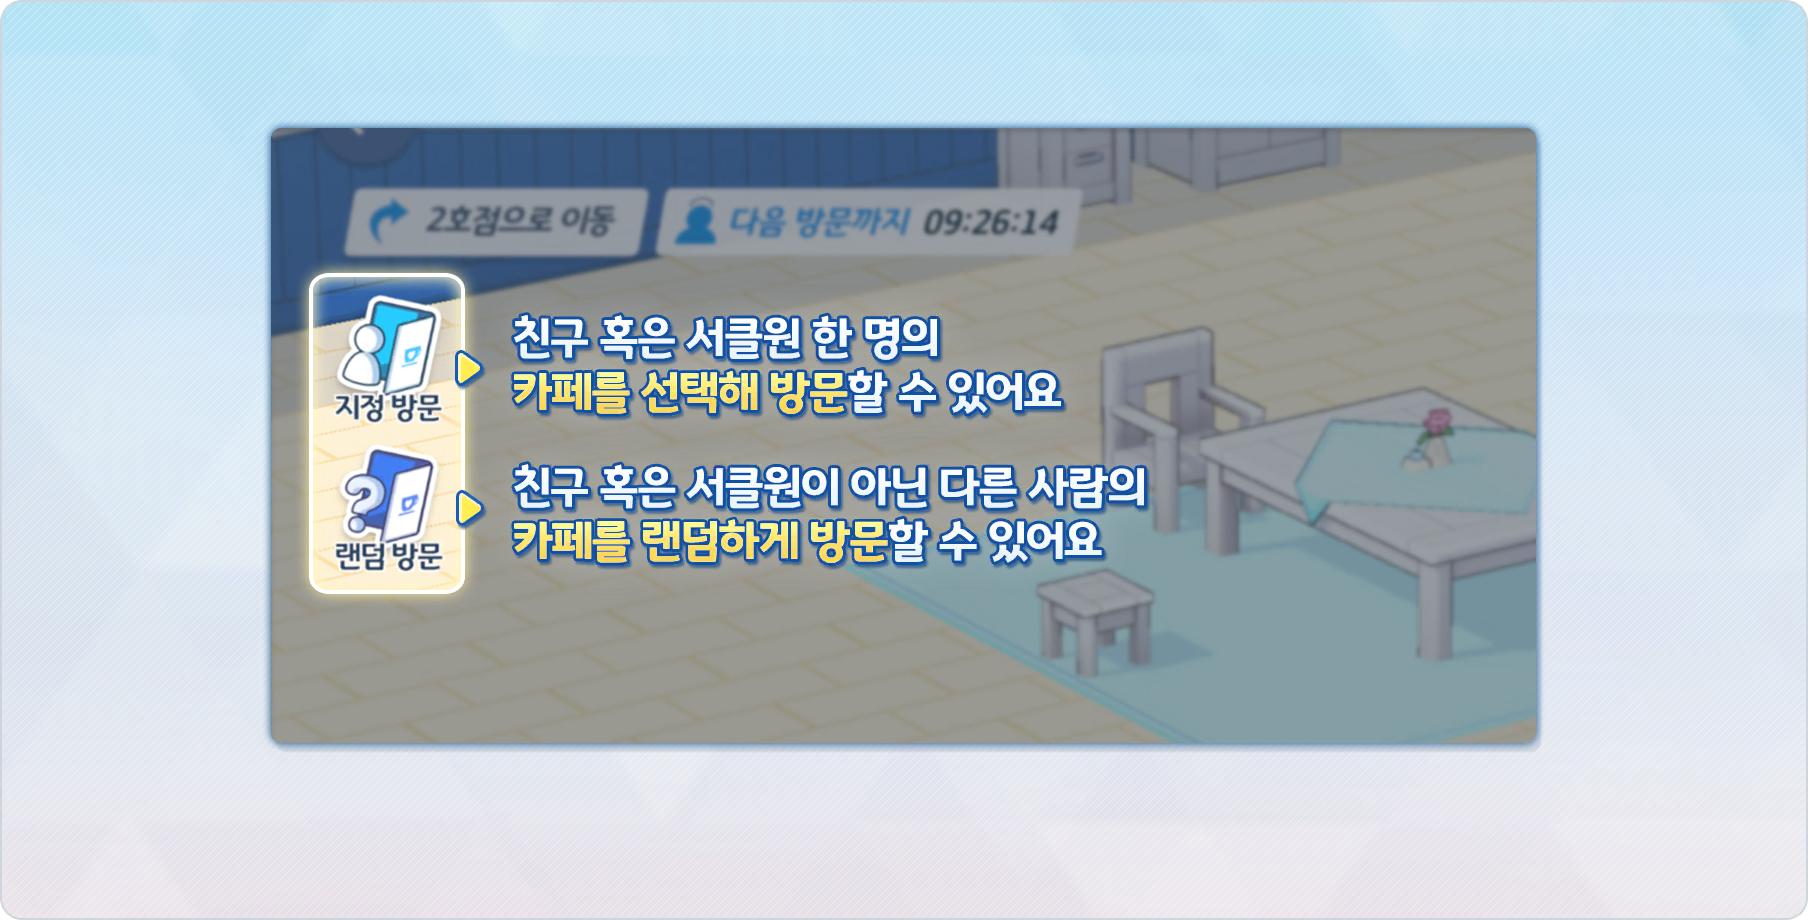 2호점으로 이동
다음 방문까지 09:26:14
지정 방문
친구 혹은 서클원 한 명의
카페를 선택해 방문할 수 있어요
랜덤 방문
친구 혹은 서클원이 아닌 다른 사람의
카페를 랜덤하게 방문할 수 있어요